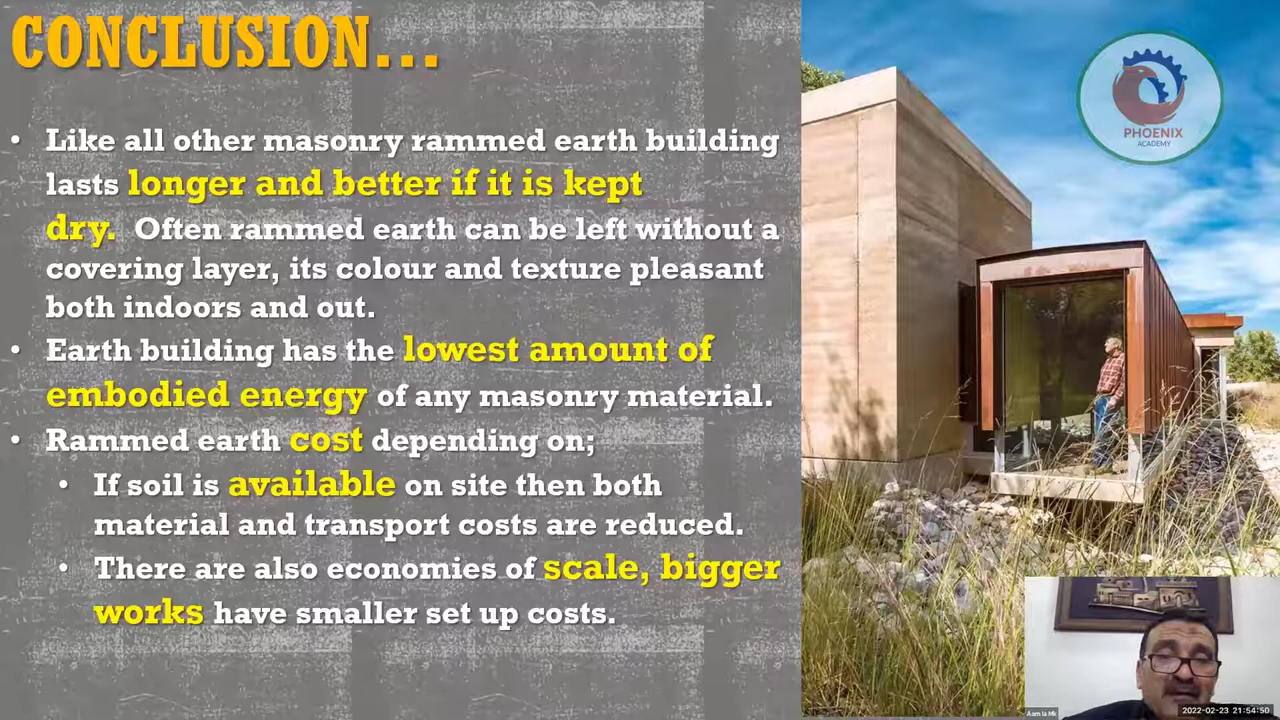 CONCLUSION...
• Like all other masonry rammed earth building
lasts longer and better if it is kept
dry. Often rammed earth can be left without a
covering layer, its colour and texture pleasant
both indoors and out.
• Earth building has the lowest amount of
embodied energy of any masonry material.
• Rammed earth cost depending on;
• If soil is available on site then both
material and transport costs are reduced.
• There are also economies of scale, bigger
works have smaller set up costs.
PHOENIX
ACADEMY
2022-02-23 21:54:50